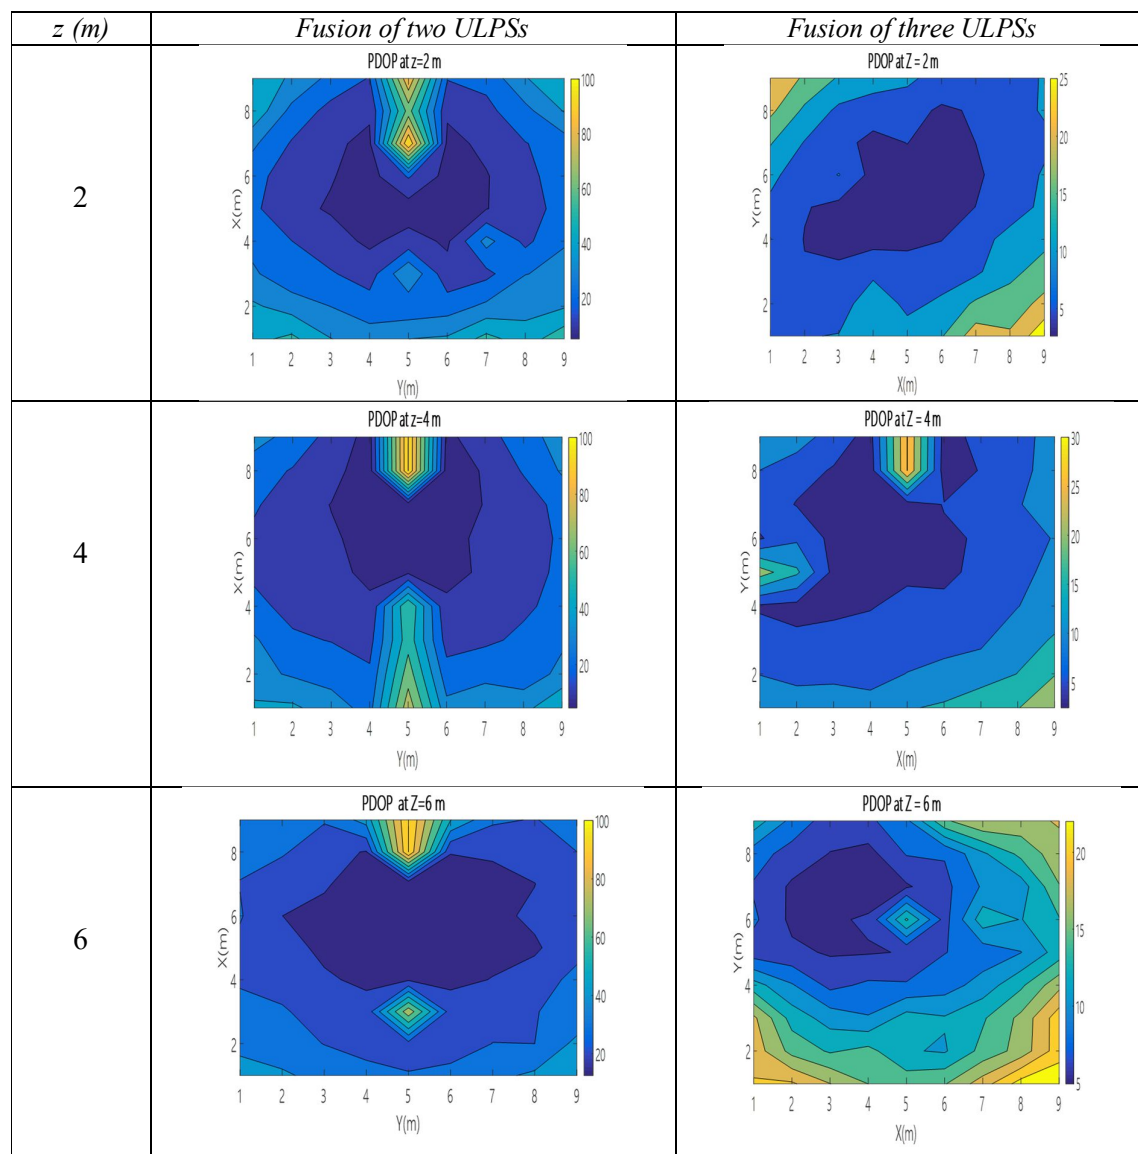 z (m) Fusion of two ULPSs Fusion of three ULPSs
2
PDOP at z=2 m
X(m)
8
6
4
2
1 2 3 4 5 6 7 8 9
Y(m)
100
80
60
40
20
PDOP at Z = 2 m
Y(m)
8
6
4
2
1 2 3 4 5 6 7 8 9
X(m)
25
20
15
10
5
4
PDOP at z=4 m
X(m)
8
6
4
2
1 2 3 4 5 6 7 8 9
Y(m)
100
80
60
40
20
PDOP at Z = 4 m
Y(m)
8
6
4
2
1 2 3 4 5 6 7 8 9
X(m)
30
25
20
15
10
5
6
PDOP at Z=6 m
X(m)
8
6
4
2
1 2 3 4 5 6 7 8 9
Y(m)
100
80
60
40
20
PDOP at Z = 6 m
Y(m)
8
6
4
2
1 2 3 4 5 6 7 8 9
X(m)
20
15
10
5